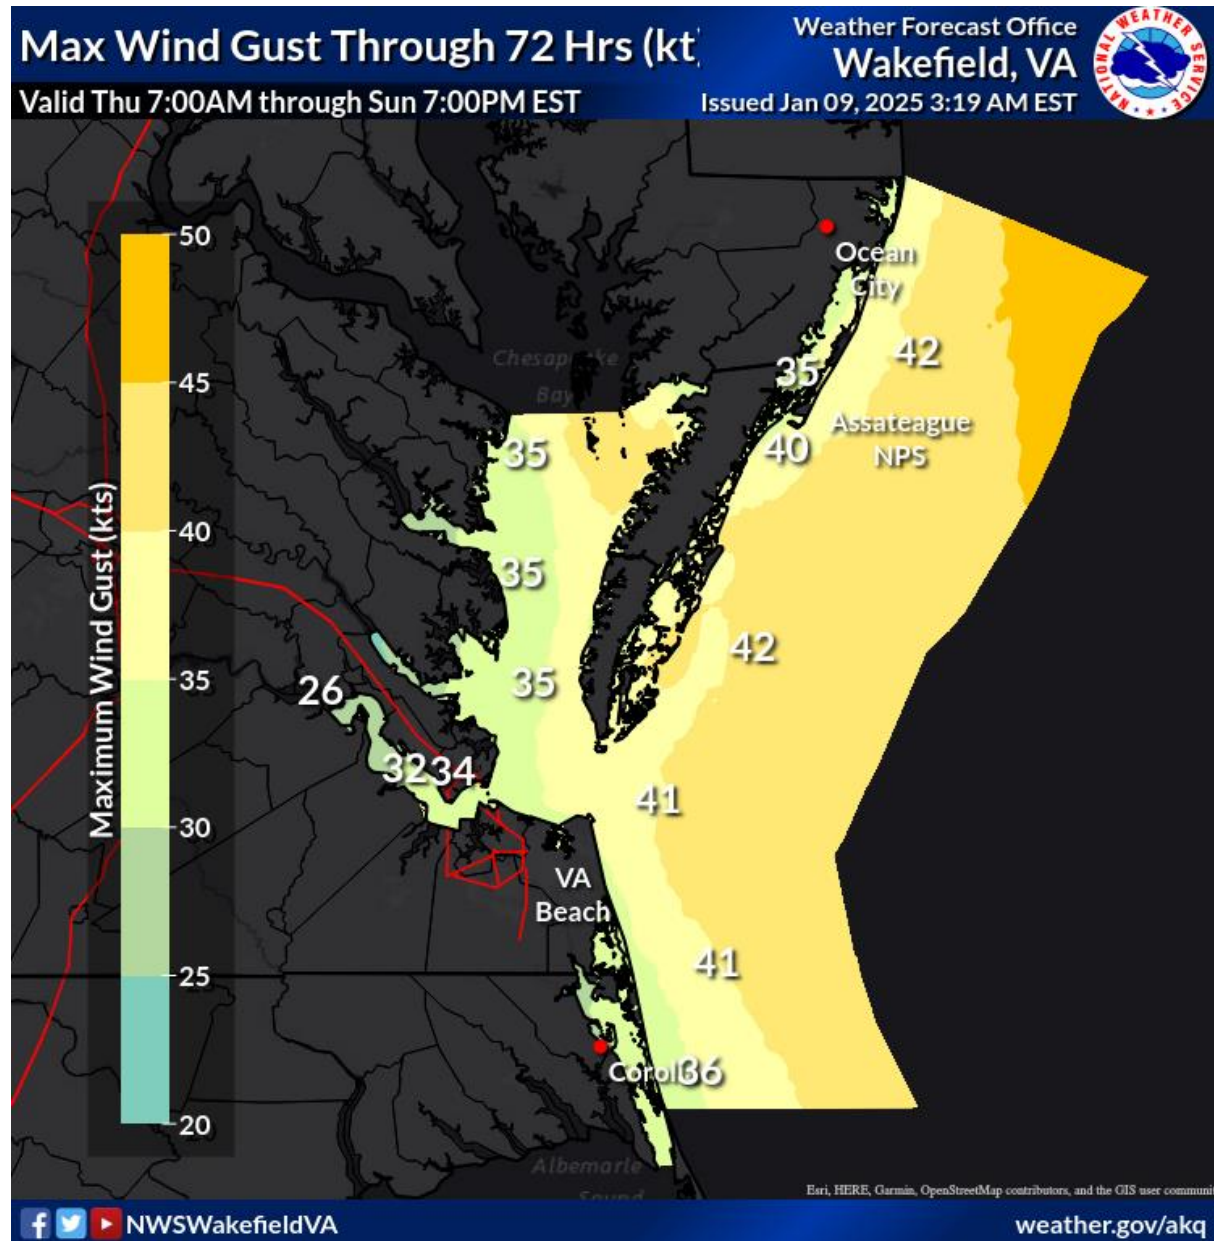 Max Wind Gust Through 72 Hrs (kt)
Valid Thu 7:00AM through Sun 7:00PM EST
Weather Forecast Office
Wakefield, VA
Issued Jan 09, 2025 3:19 AM EST
NATIONAL WEATHER SERVICE
50
45
40
35
30
25
20
Maximum Wind Gust (kts)
Ocean
City
Chesapeake
Bay
42
35
Assateague
NPS
40
35
35
42
35
26
32
34
41
VA
Beach
41
Corolla
36
Albemarle
Sound
Esri, HERE, Garmin, OpenStreetMap contributors, and the GIS user communi
NWSWakefieldVA
weather.gov/akq